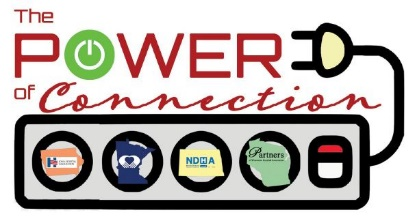 The
POWER
of Connection
NDHA
Partners